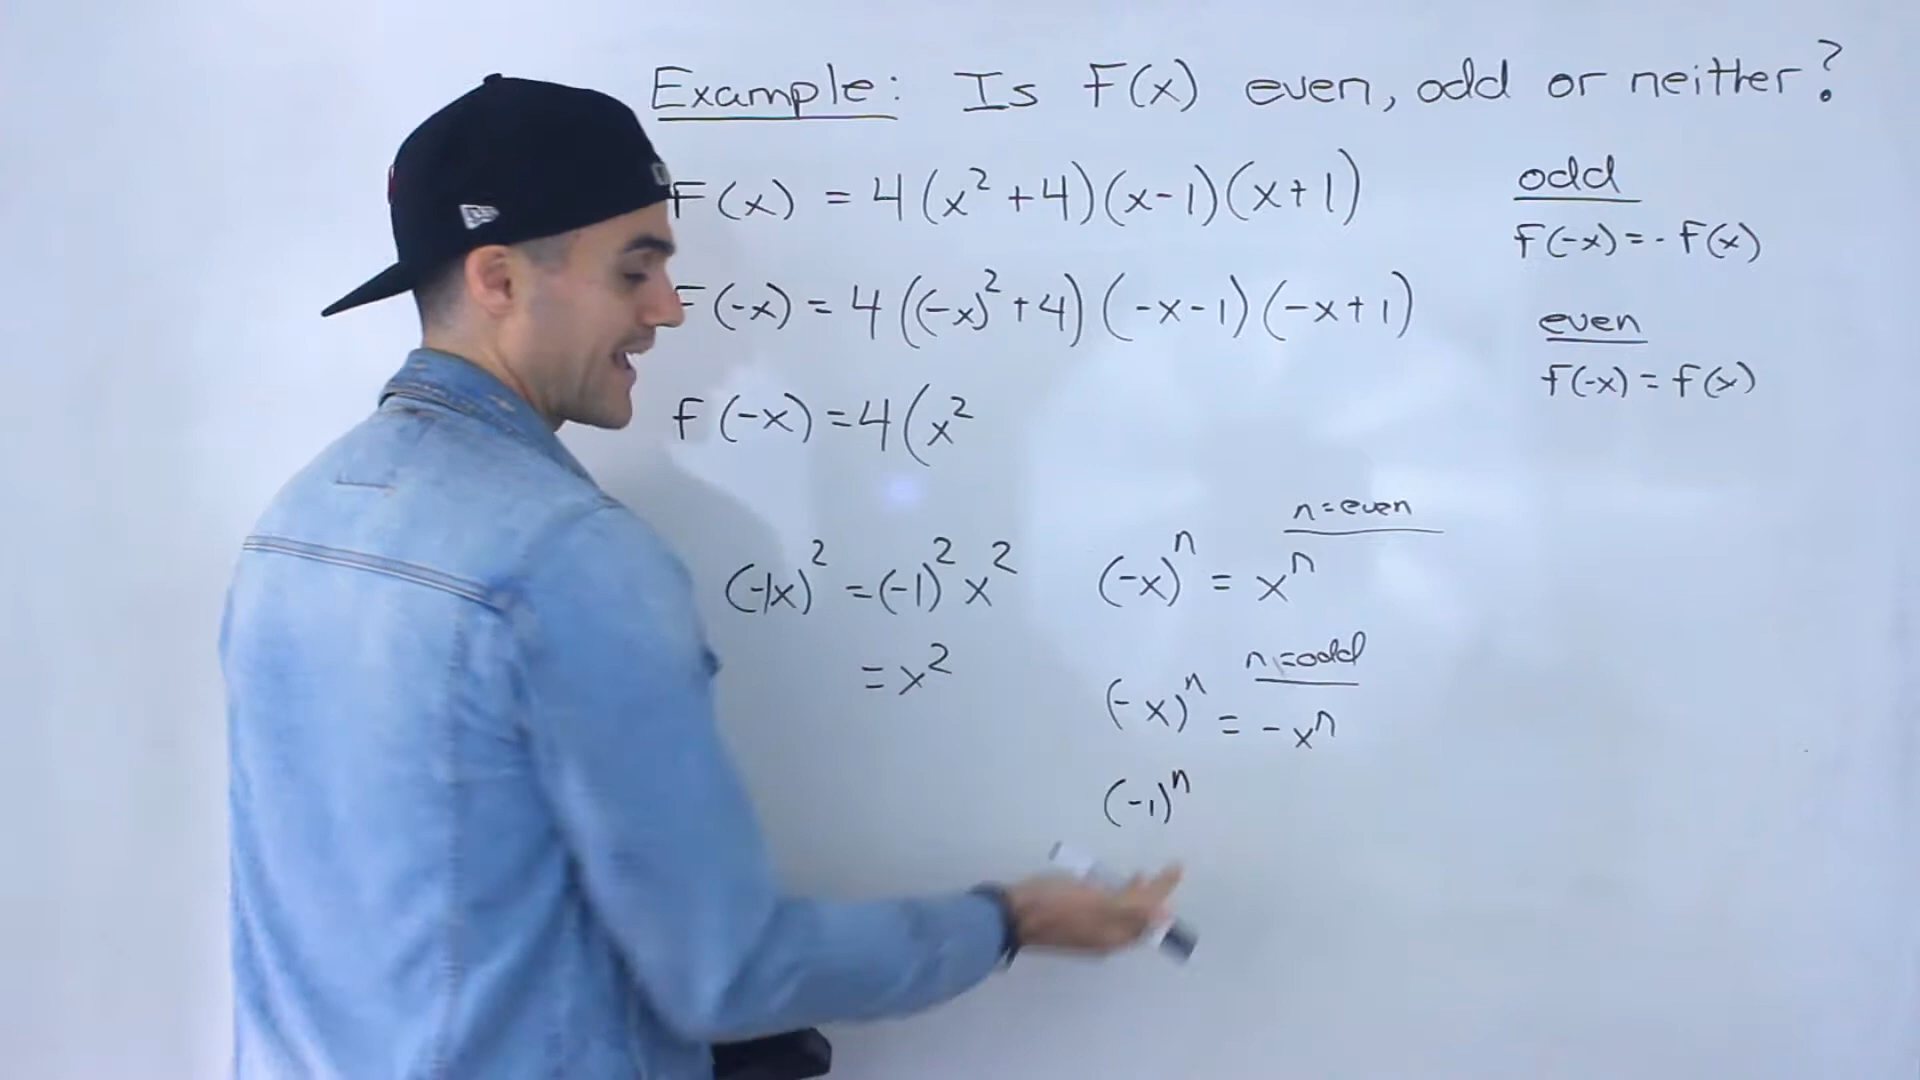 Example: Is f(x) even, odd or neither?
f(x) = 4(x² + 4)(x-1)(x+1)
f(-x) = 4((-x)² + 4)(-x-1)(-x+1)
f(-x) = 4(x²
odd
f(-x) = - f(x)
even
f(-x) = f(x)
(-1x)² = (-1)² x²
= x²
n = even
(-x)ⁿ = xⁿ
n = odd
(-x)ⁿ = -xⁿ
(-1)ⁿ